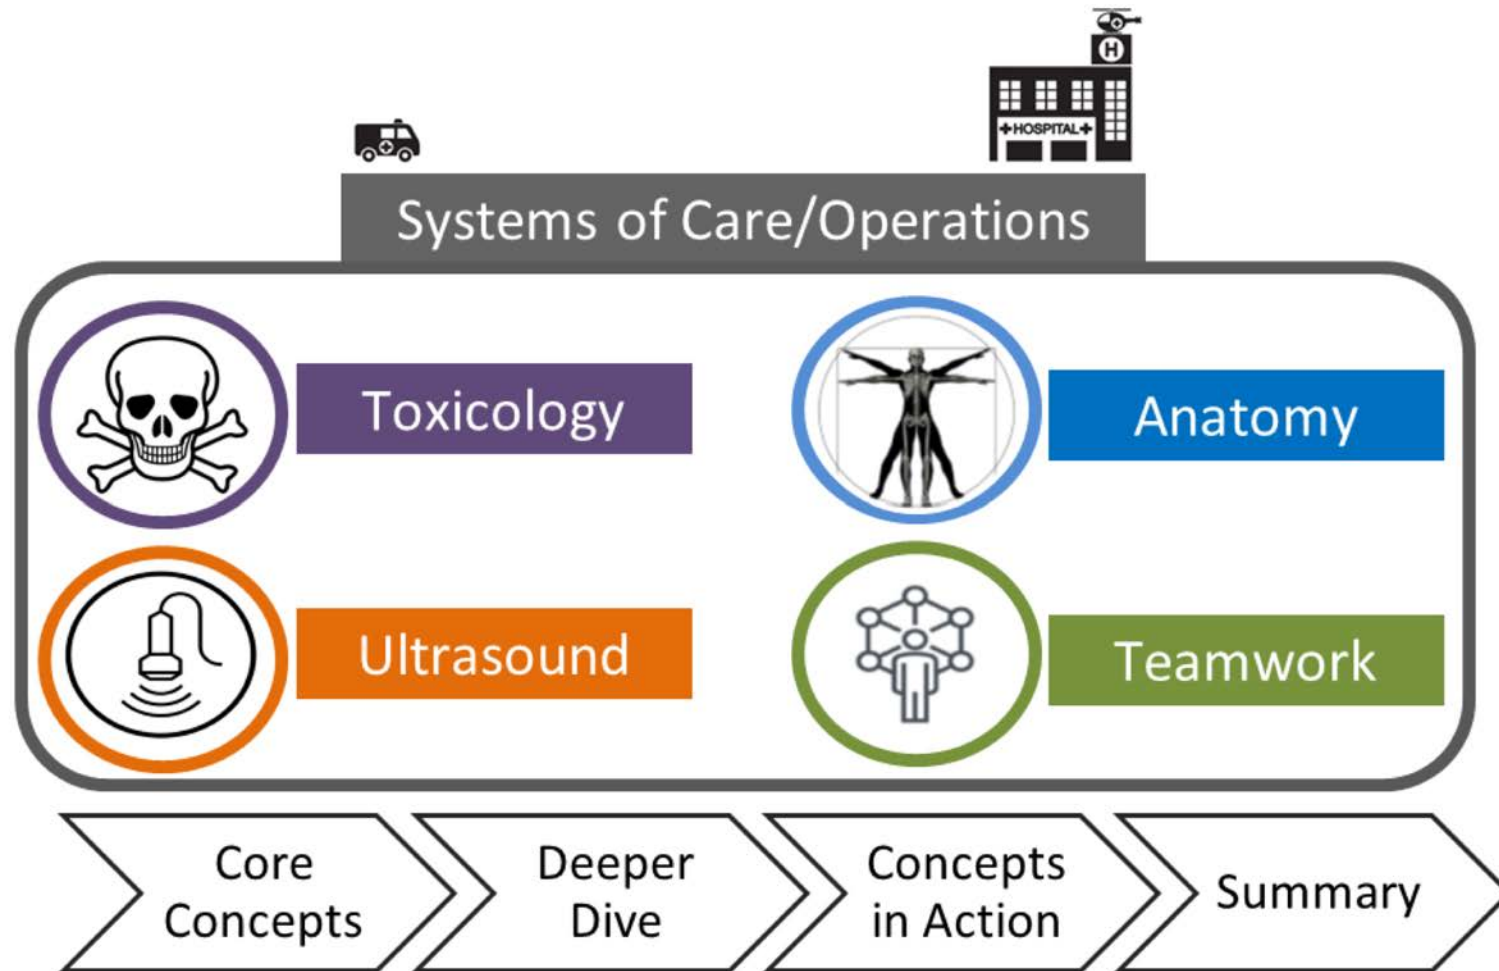 H
+HOSPITAL+
Systems of Care/Operations
Toxicology
Anatomy
Ultrasound
Teamwork
Core
Concepts
Deeper
Dive
Concepts
in Action
Summary